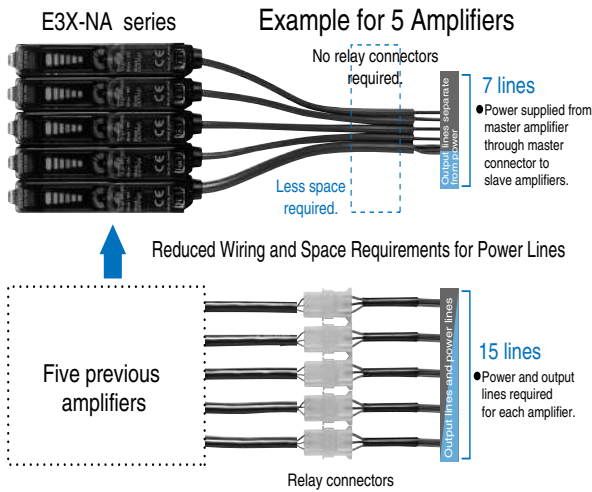 E3X-NA series
Example for 5 Amplifiers
No relay connectors
required.
Output lines separate
from power
7 lines
●Power supplied from
master amplifier
through master
connector to
slave amplifiers.
Less space
required.
Reduced Wiring and Space Requirements for Power Lines
Five previous
amplifiers
Output lines and power lines
15 lines
●Power and output
lines required
for each amplifier.
Relay connectors